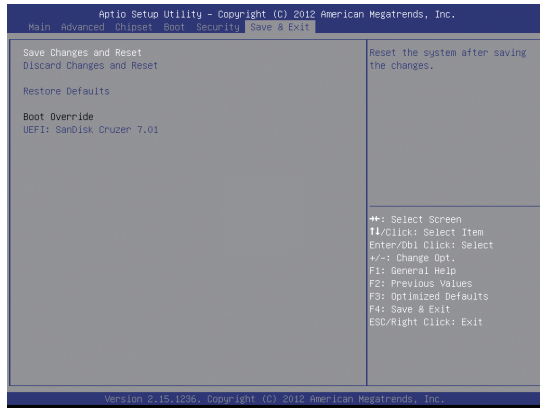 Aptio Setup Utility – Copyright (C) 2012 American Megatrends, Inc.
Main Advanced Chipset Boot Security Save & Exit
Save Changes and Reset
Discard Changes and Reset
Restore Defaults
Boot Override
UEFI: SanDisk Cruzer 7.01
Reset the system after saving
the changes.
→←: Select Screen
↑↓/Click: Select Item
Enter/Dbl Click: Select
+/-: Change Opt.
F1: General Help
F2: Previous Values
F3: Optimized Defaults
F4: Save & Exit
ESC/Right Click: Exit
Version 2.15.1236. Copyright (C) 2012 American Megatrends, Inc.